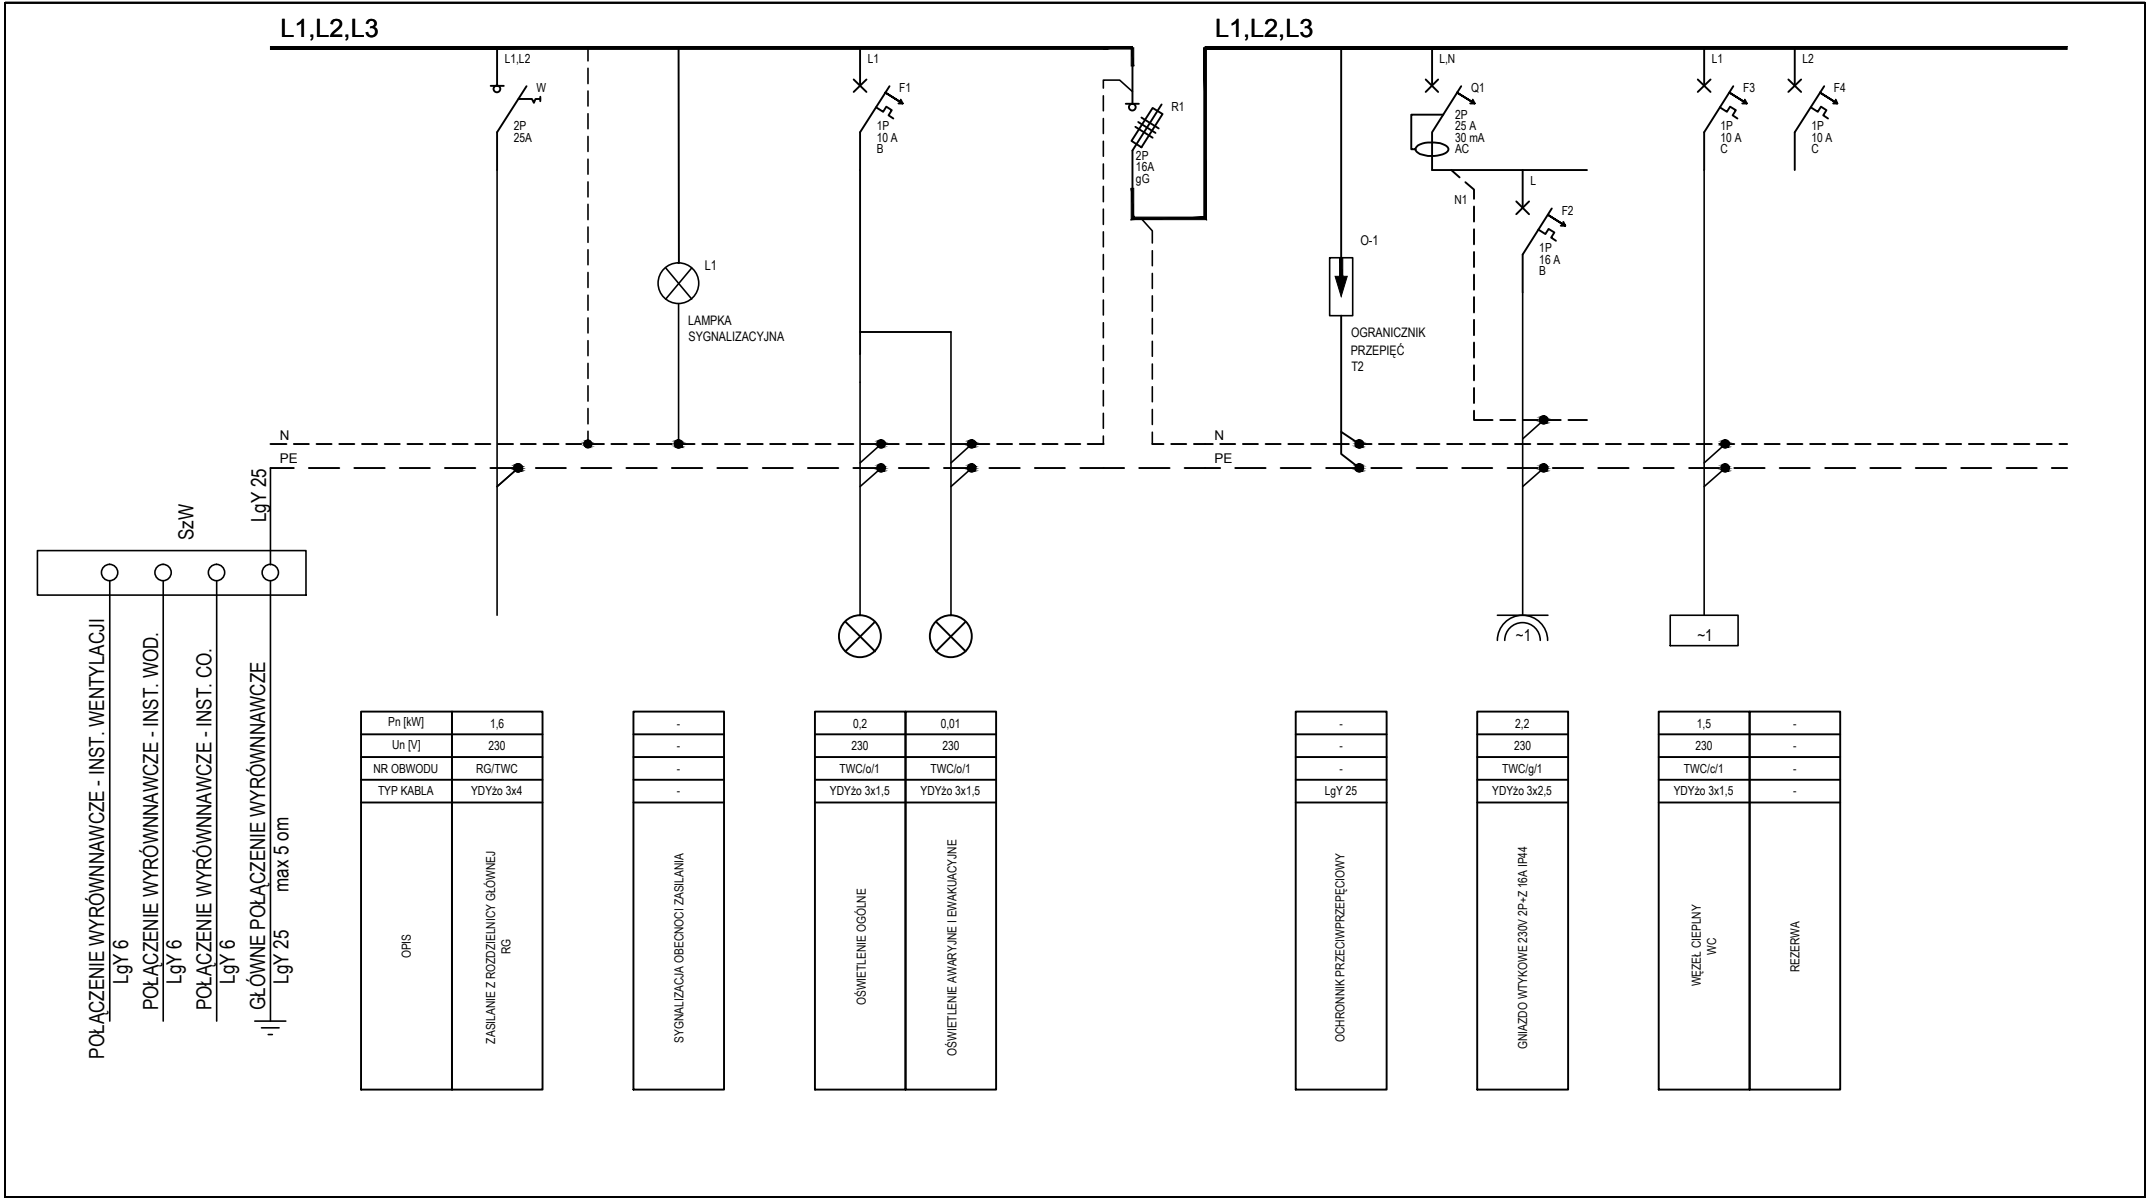 L1,L2,L3
L1,L2,L3
L1,L2
W
2P
25A
L1
LAMPKA
SYGNALIZACYJNA
L1
F1
1P
10 A
B
R1
2P
16A
gG
O-1
OGRANICZNIK
PRZEPIĘĆ
T2
L,N
Q1
2P
25 A
30 mA
AC
N1
L
F2
1P
16 A
B
L1
F3
1P
10 A
C
L2
F4
1P
10 A
C
N
PE
N
PE
LgY 25
SzW
POŁĄCZENIE WYRÓWNNAWCZE - INST. WENTYLACJI
LgY 6
POŁĄCZENIE WYRÓWNNAWCZE - INST. WOD.
LgY 6
POŁĄCZENIE WYRÓWNNAWCZE - INST. CO.
LgY 6
GŁÓWNE POŁĄCZENIE WYRÓWNNAWCZE
LgY 25 max 5 om
~1
~1
Pn [kW] 1,6 - 0,2 0,01 - 2,2 1,5 -
Un [V] 230 - 230 230 - 230 230 -
NR OBWODU RG/TWC - TWC/o/1 TWC/o/1 - TWC/g/1 TWC/c/1 -
TYP KABLA YDYżo 3x4 - YDYżo 3x1,5 YDYżo 3x1,5 LgY 25 YDYżo 3x2,5 YDYżo 3x1,5 -
OPIS
ZASILANIE Z ROZDZIELNICY GŁÓWNEJ
RG
SYGNALIZACJA OBECNOCI ZASILANIA
OŚWIETLENIE OGÓLNE
OŚWIETLENIE AWARYJNE I EWAKUACYJNE
OCHRONNIK PRZECIWPRZEPĘCIOWY
GNIAZDO WTYKOWE 230V 2P+Z 16A IP44
WĘZEŁ CIEPLNY
WC
REZERWA